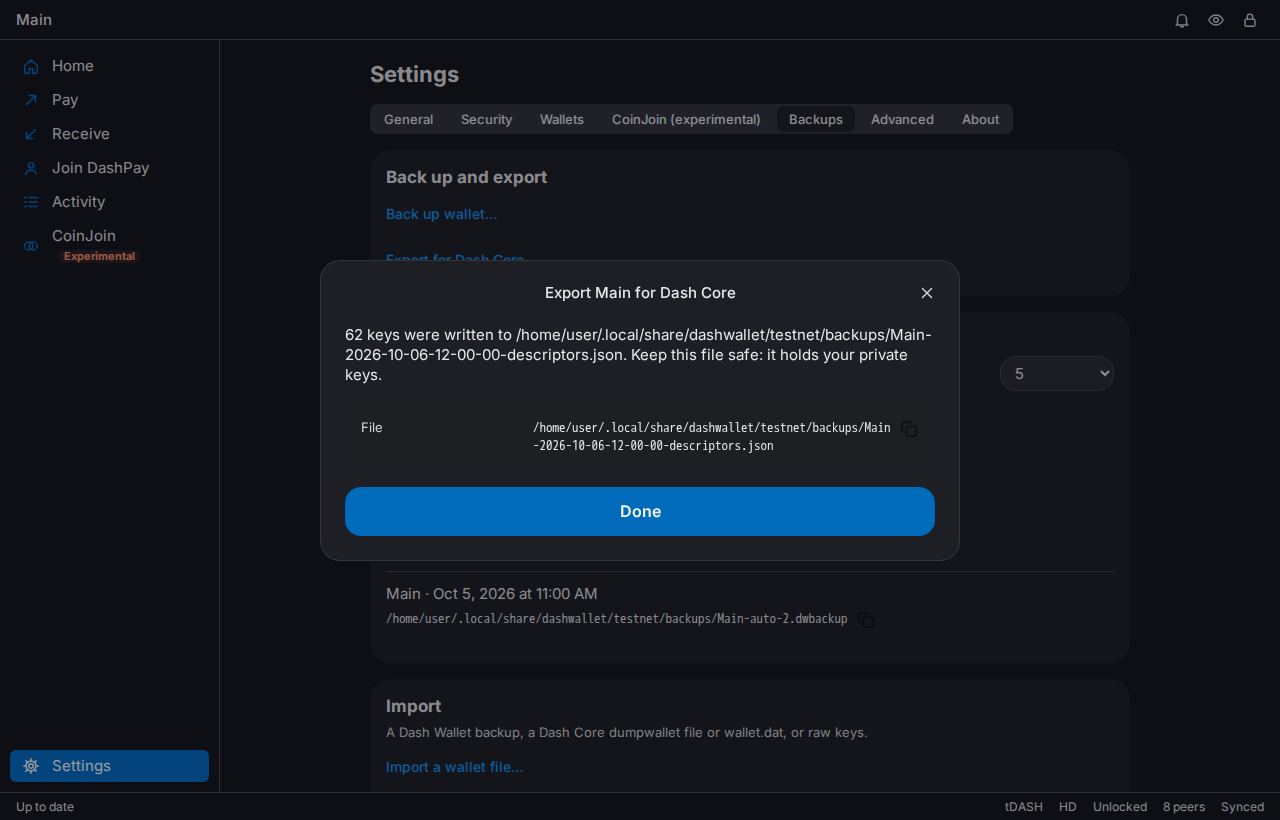 Main
Home
Pay
Receive
Join DashPay
Activity
CoinJoin
Experimental
Settings
Settings
General Security Wallets CoinJoin (experimental) Backups Advanced About
Back up and export
Back up wallet...
Export for Dash Core
Export Main for Dash Core
62 keys were written to /home/user/.local/share/dashwallet/testnet/backups/Main-
2026-10-06-12-00-00-descriptors.json. Keep this file safe: it holds your private
keys.
File
/home/user/.local/share/dashwallet/testnet/backups/Main
-2026-10-06-12-00-00-descriptors.json
Done
5
Main · Oct 5, 2026 at 11:00 AM
/home/user/.local/share/dashwallet/testnet/backups/Main-auto-2.dwbackup
Import
A Dash Wallet backup, a Dash Core dumpwallet file or wallet.dat, or raw keys.
Import a wallet file...
Up to date
tDASH HD Unlocked 8 peers Synced